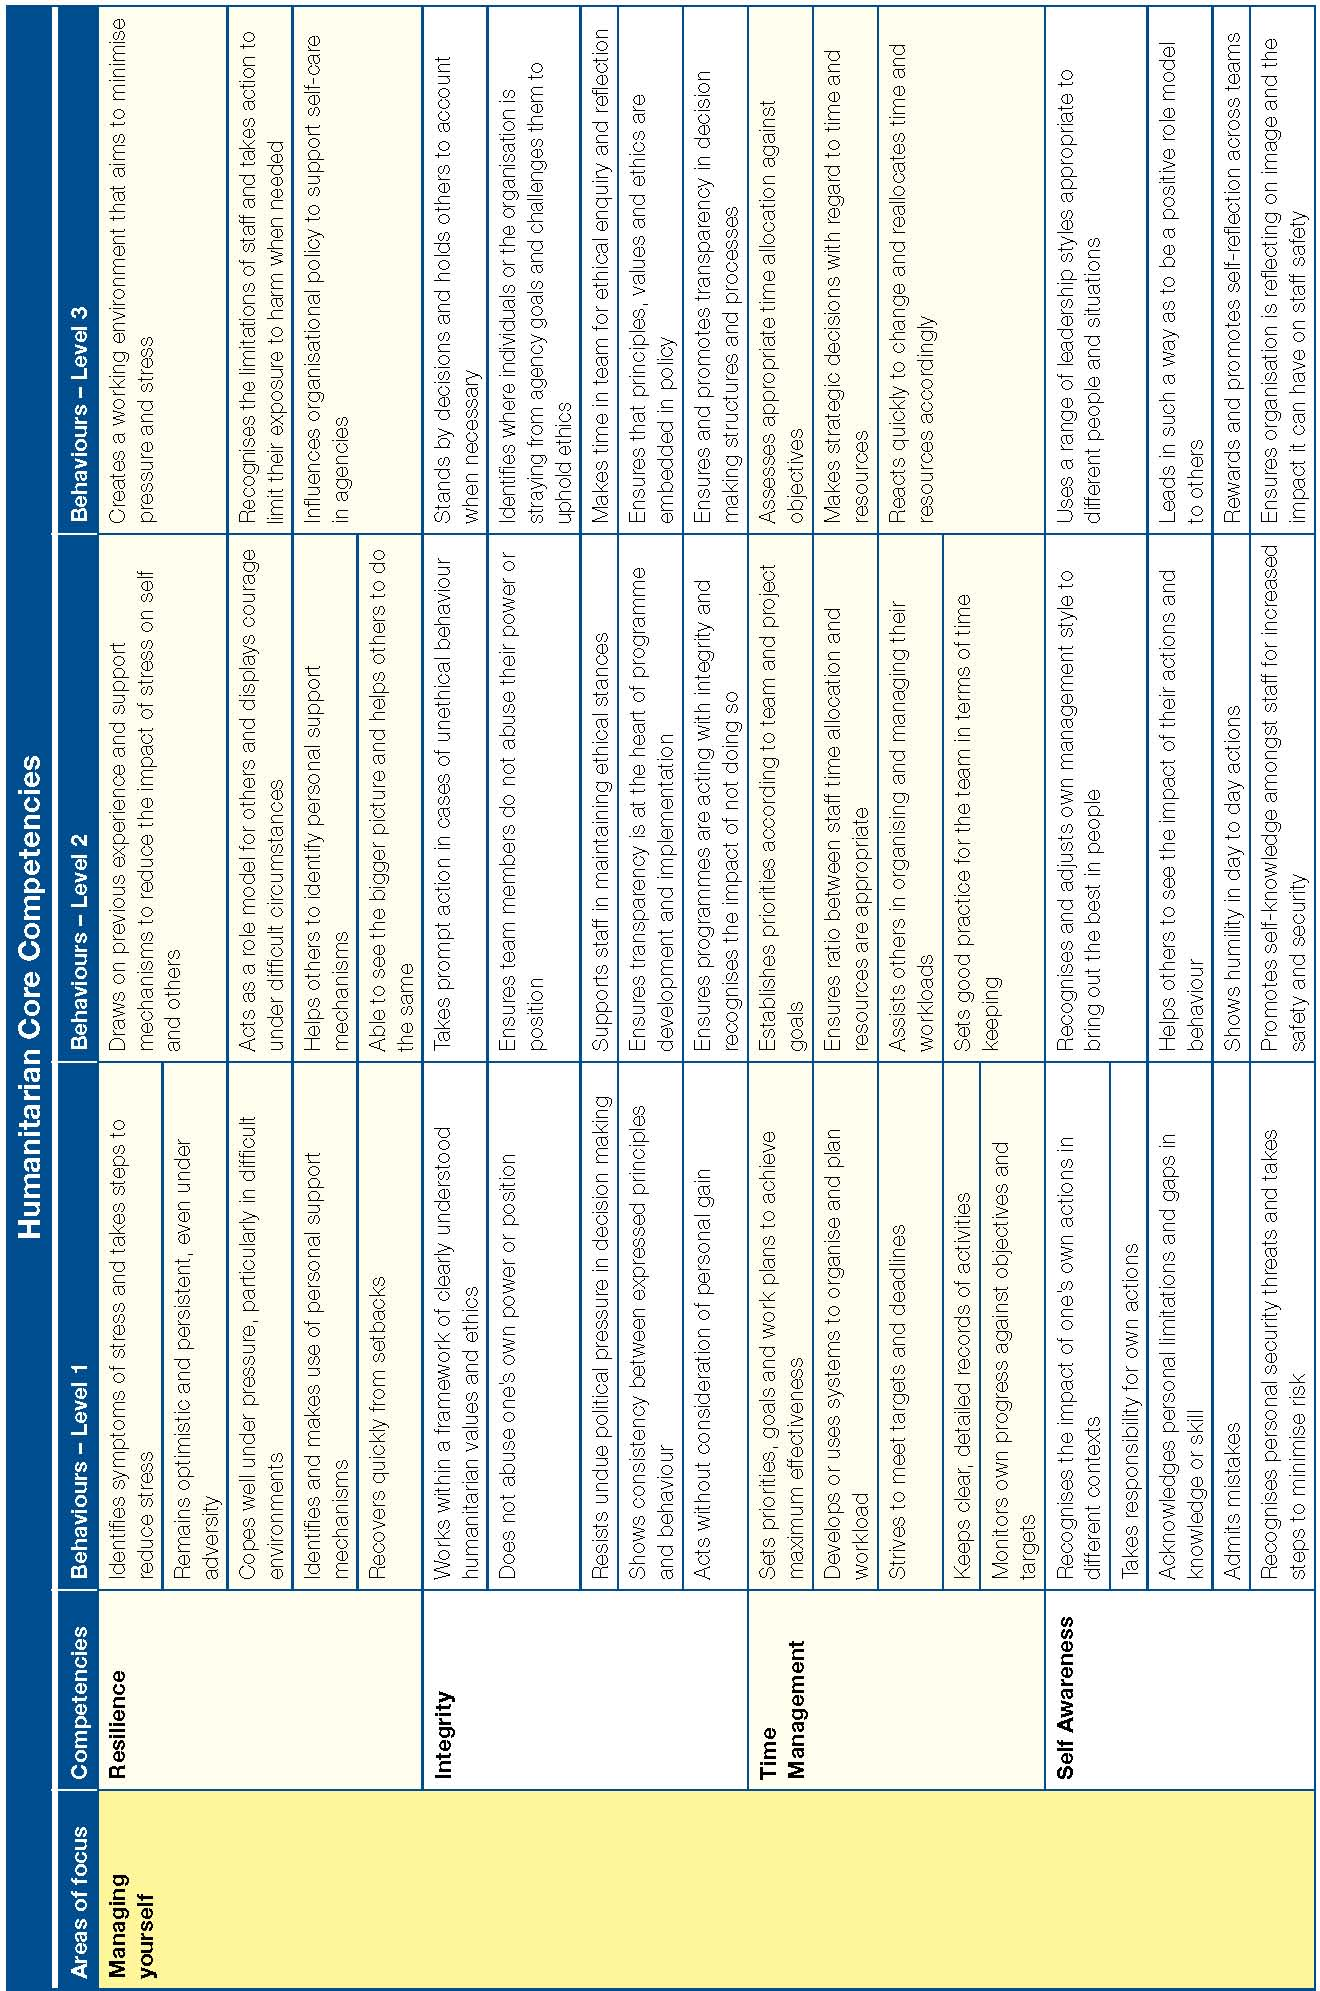 Humanitarian Core Competencies
Areas of focus
Competencies
Behaviours – Level 1
Behaviours – Level 2
Behaviours – Level 3
Managing
yourself
Resilience
Identifies symptoms of stress and takes steps to
reduce stress
Draws on previous experience and support
mechanisms to reduce the impact of stress on self
and others
Creates a working environment that aims to minimise
pressure and stress
Remains optimistic and persistent, even under
adversity
Copes well under pressure, particularly in difficult
environments
Acts as a role model for others and displays courage
under difficult circumstances
Recognises the limitations of staff and takes action to
limit their exposure to harm when needed
Identifies and makes use of personal support
mechanisms
Helps others to identify personal support
mechanisms
Influences organisational policy to support self-care
in agencies
Recovers quickly from setbacks
Able to see the bigger picture and helps others to do
the same
Integrity
Works within a framework of clearly understood
humanitarian values and ethics
Takes prompt action in cases of unethical behaviour
Stands by decisions and holds others to account
when necessary
Does not abuse one's own power or position
Ensures team members do not abuse their power or
position
Identifies where individuals or the organisation is
straying from agency goals and challenges them to
uphold ethics
Resists undue political pressure in decision making
Supports staff in maintaining ethical stances
Makes time in team for ethical enquiry and reflection
Shows consistency between expressed principles
and behaviour
Ensures transparency is at the heart of programme
development and implementation
Ensures that principles, values and ethics are
embedded in policy
Acts without consideration of personal gain
Ensures programmes are acting with integrity and
recognises the impact of not doing so
Ensures and promotes transparency in decision
making structures and processes
Time
Management
Sets priorities, goals and work plans to achieve
maximum effectiveness
Establishes priorities according to team and project
goals
Assesses appropriate time allocation against
objectives
Develops or uses systems to organise and plan
workload
Ensures ratio between staff time allocation and
resources are appropriate
Makes strategic decisions with regard to time and
resources
Strives to meet targets and deadlines
Assists others in organising and managing their
workloads
Reacts quickly to change and reallocates time and
resources accordingly
Keeps clear, detailed records of activities
Sets good practice for the team in terms of time
keeping
Monitors own progress against objectives and
targets
Self Awareness
Recognises the impact of one's own actions in
different contexts
Recognises and adjusts own management style to
bring out the best in people
Uses a range of leadership styles appropriate to
different people and situations
Takes responsibility for own actions
Acknowledges personal limitations and gaps in
knowledge or skill
Helps others to see the impact of their actions and
behaviour
Leads in such a way as to be a positive role model
to others
Admits mistakes
Shows humility in day to day actions
Rewards and promotes self-reflection across teams
Recognises personal security threats and takes
steps to minimise risk
Promotes self-knowledge amongst staff for increased
safety and security
Ensures organisation is reflecting on image and the
impact it can have on staff safety